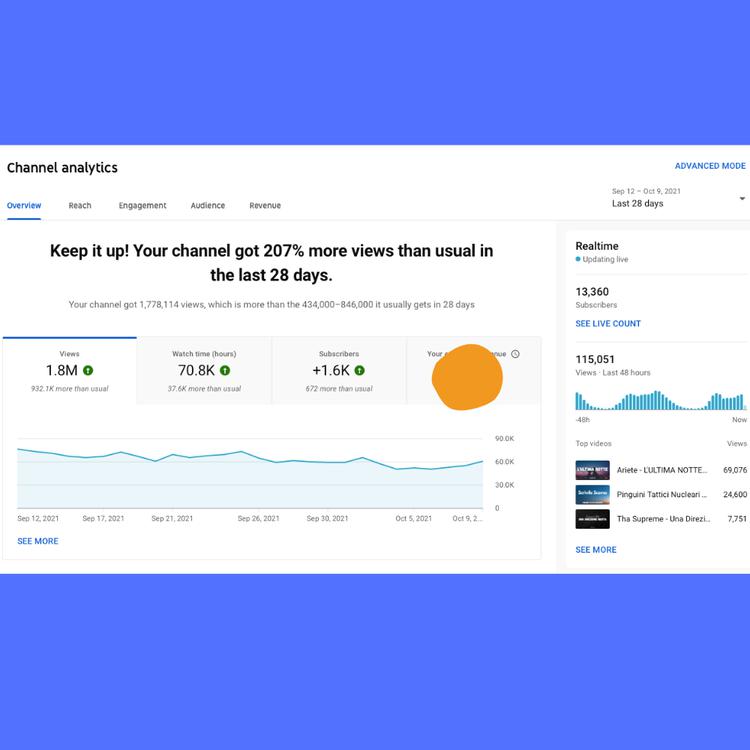 Channel analytics
ADVANCED MODE
Overview Reach Engagement Audience Revenue
Sep 12 – Oct 9, 2021
Last 28 days
Keep it up! Your channel got 207% more views than usual in
the last 28 days.
Your channel got 1,778,114 views, which is more than the 434,000–846,000 it usually gets in 28 days
Views
1.8M
932.1K more than usual
Watch time (hours)
70.8K
37.6K more than usual
Subscribers
+1.6K
672 more than usual
Your
90.0K
60.0K
30.0K
0
Sep 12, 2021 Sep 17, 2021 Sep 21, 2021 Sep 26, 2021 Sep 30, 2021 Oct 5, 2021 Oct 9, 2...
SEE MORE
Realtime
Updating live
13,360
Subscribers
SEE LIVE COUNT
115,051
Views · Last 48 hours
-48h Now
Top videos Views
Ariete - L'ULTIMA NOTTE... 69,076
Pinguini Tattici Nucleari ... 24,600
Tha Supreme - Una Direzi... 7,751
SEE MORE